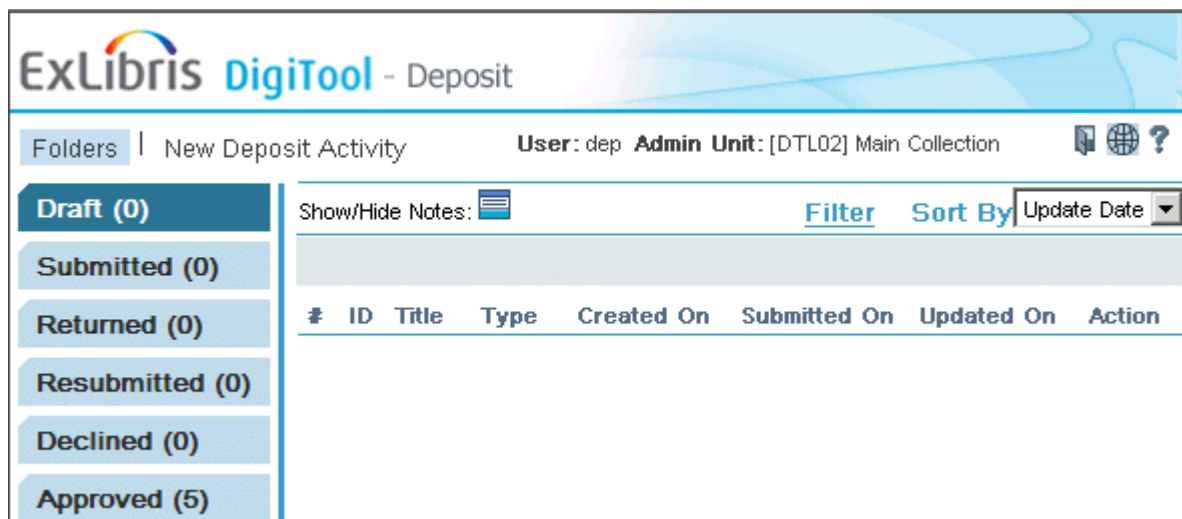 ExLibris DigiTool - Deposit
Folders | New Deposit Activity User: dep Admin Unit: [DTL02] Main Collection ?
Draft (0)
Show/Hide Notes: Filter Sort By Update Date
Submitted (0)
Returned (0)
# ID Title Type Created On Submitted On Updated On Action
Resubmitted (0)
Declined (0)
Approved (5)